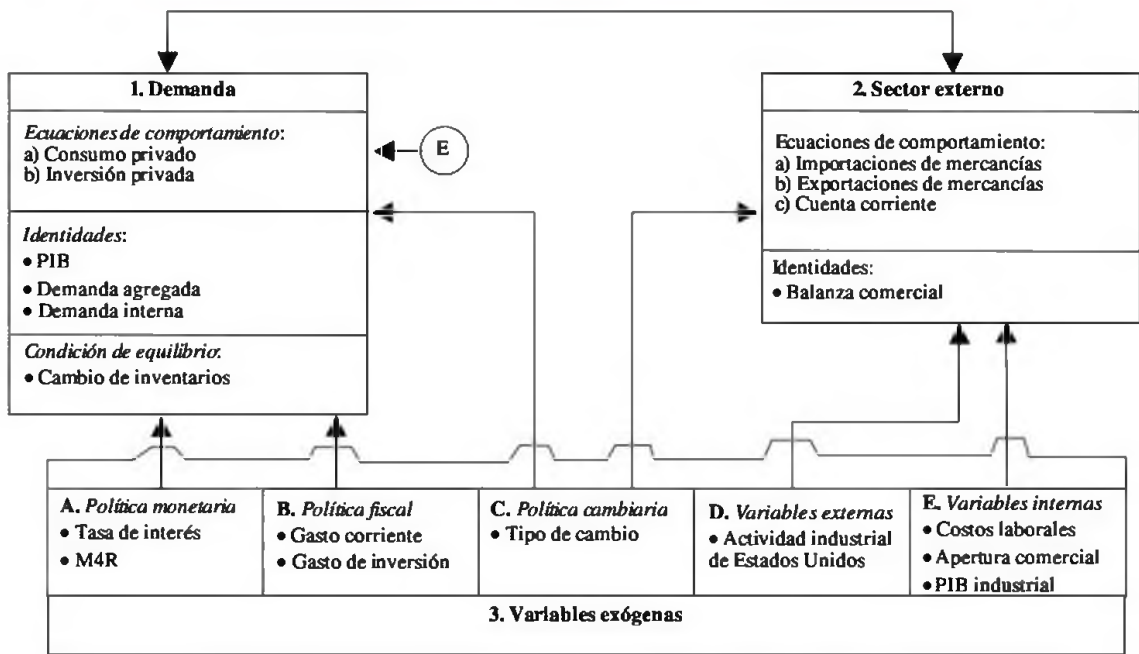 1. Demanda
Ecuaciones de comportamiento:
a) Consumo privado
b) Inversión privada
E
Identidades:
• PIB
• Demanda agregada
• Demanda interna
Condición de equilibrio:
• Cambio de inventarios
2. Sector externo
Ecuaciones de comportamiento:
a) Importaciones de mercancías
b) Exportaciones de mercancías
c) Cuenta corriente
Identidades:
• Balanza comercial
A. Política monetaria
• Tasa de interés
• M4R
B. Política fiscal
• Gasto corriente
• Gasto de inversión
C. Política cambiaria
• Tipo de cambio
D. Variables externas
• Actividad industrial
de Estados Unidos
E. Variables internas
• Costos laborales
• Apertura comercial
• PIB industrial
3. Variables exógenas